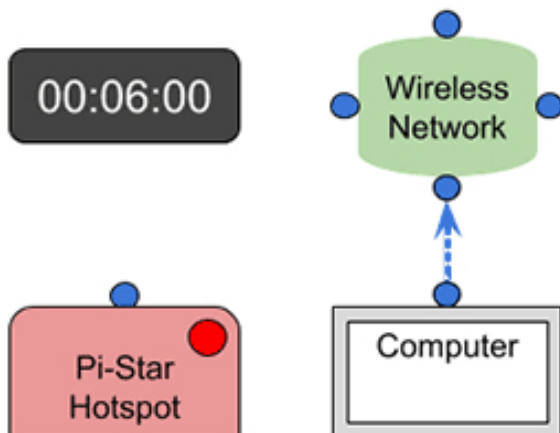 00:06:00
Wireless
Network
Pi-Star
Hotspot
Computer